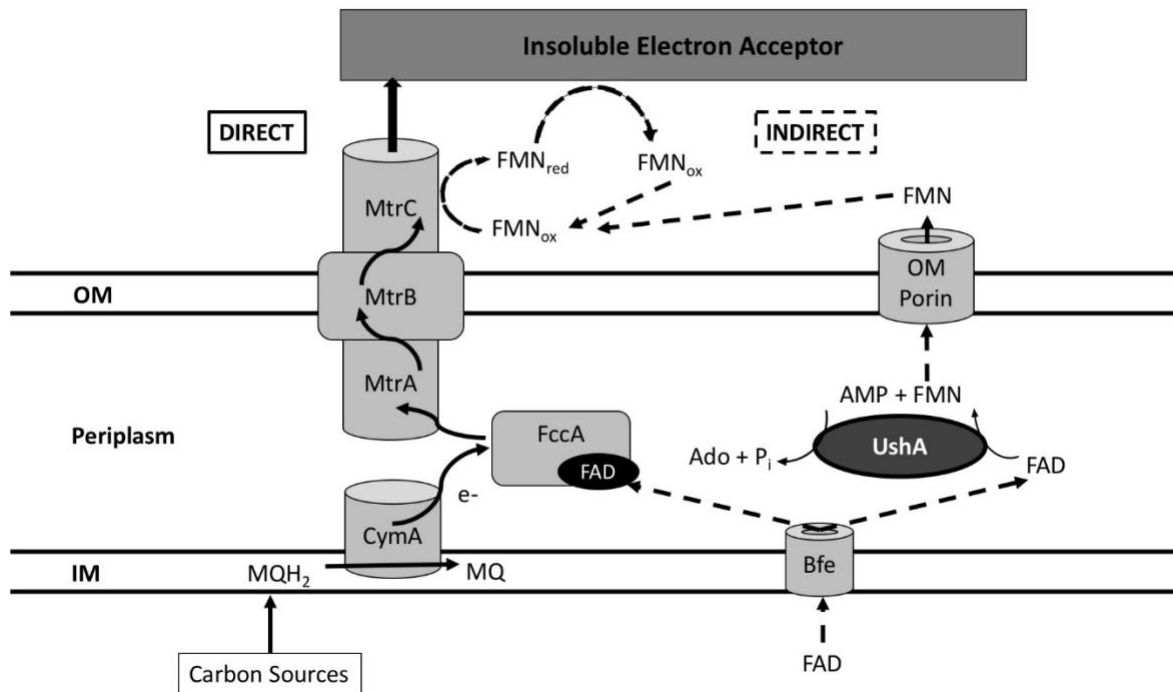 Insoluble Electron Acceptor
DIRECT
INDIRECT
FMNred
FMNox
FMNox
FMN
MtrC
OM
MtrB
OM
Porin
MtrA
AMP + FMN
Periplasm
FccA
UshA
Ado + Pi
FAD
FAD
e-
CymA
Bfe
IM
MQH2
MQ
Carbon Sources
FAD